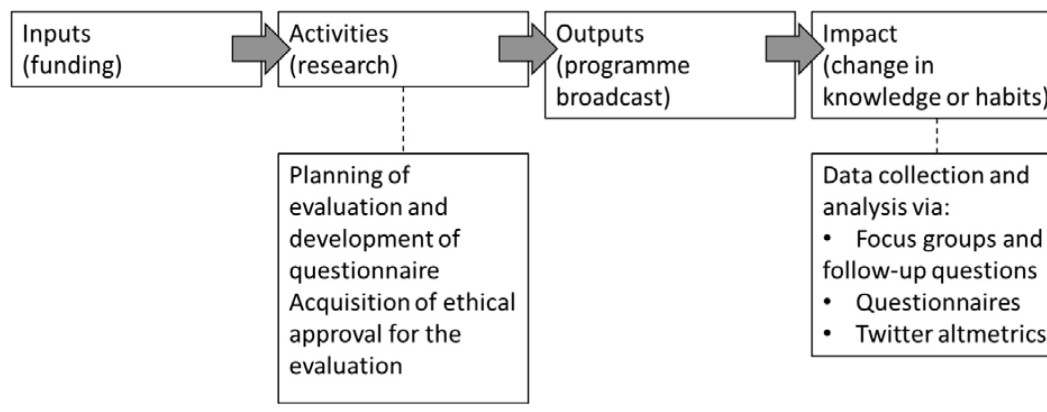 Inputs
(funding)
Activities
(research)
Outputs
(programme
broadcast)
Impact
(change in
knowledge or habits)
Planning of
evaluation and
development of
questionnaire
Acquisition of ethical
approval for the
evaluation
Data collection and
analysis via:
• Focus groups and
follow-up questions
• Questionnaires
• Twitter altmetrics